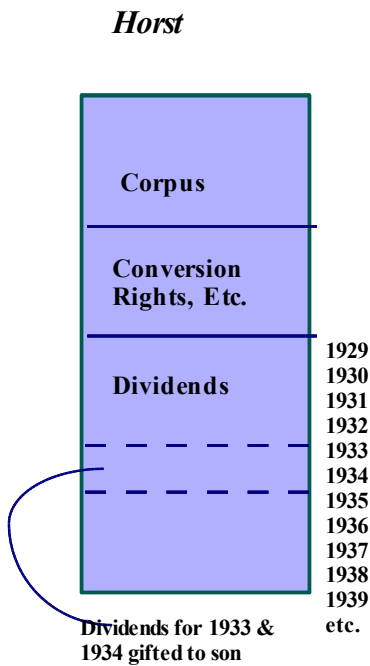 Horst
Corpus
Conversion
Rights, Etc.
Dividends
1929
1930
1931
1932
1933
1934
1935
1936
1937
1938
1939
etc.
Dividends for 1933 &
1934 gifted to son